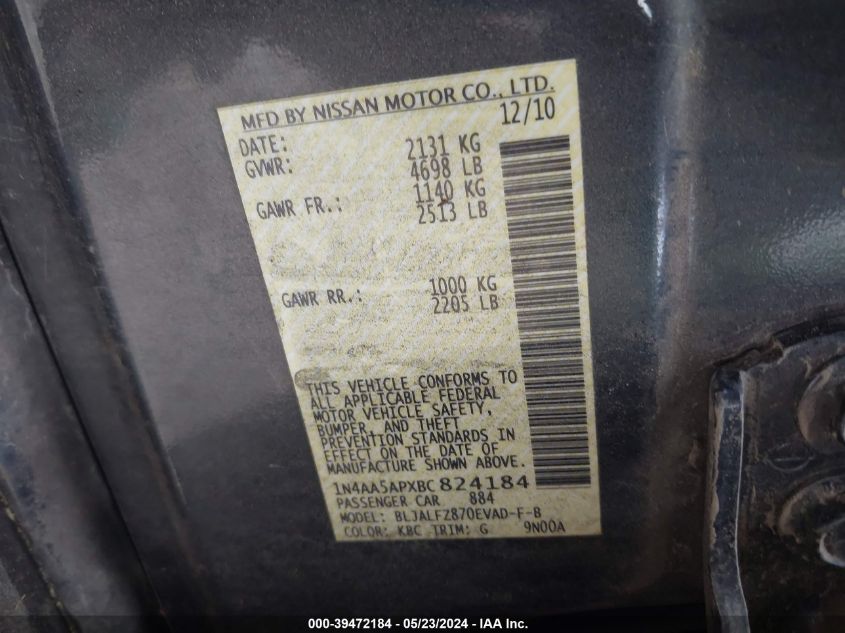 MFD BY NISSAN MOTOR CO., LTD.
DATE: 12/10
GVWR: 2131 KG
4698 LB
GAWR FR.: 1140 KG
2513 LB
GAWR RR.: 1000 KG
2205 LB
THIS VEHICLE CONFORMS TO
ALL APPLICABLE FEDERAL
MOTOR VEHICLE SAFETY,
BUMPER, AND THEFT
PREVENTION STANDARDS IN
EFFECT ON THE DATE OF
MANUFACTURE SHOWN ABOVE.
1N4AA5APXBC824184
PASSENGER CAR 884
MODEL: BLJALFZ870EVAD-F-B
COLOR: KBC TRIM: G 9N00A
000-39472184 - 05/23/2024 - IAA Inc.